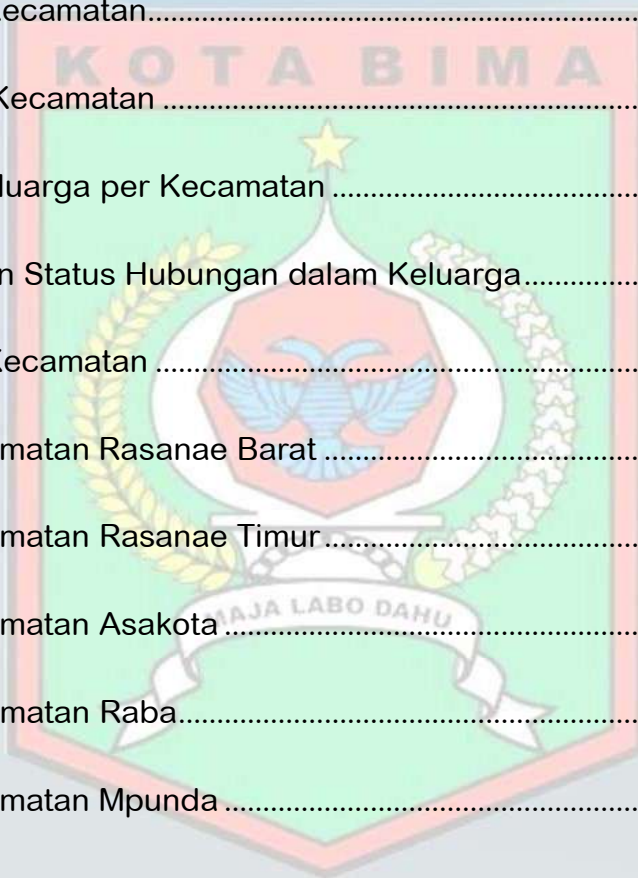 Kecamatan................................................................
KOTA BIMA
Kecamatan..............................................................
luarga per Kecamatan........................................
n Status Hubungan dalam Keluarga...............
Kecamatan...............................................................
matan Rasanae Barat.........................................
matan Rasanae Timur.........................................
matan Asakota......................................................
MAJA LABO DAHU
matan Raba............................................................
matan Mpunda......................................................